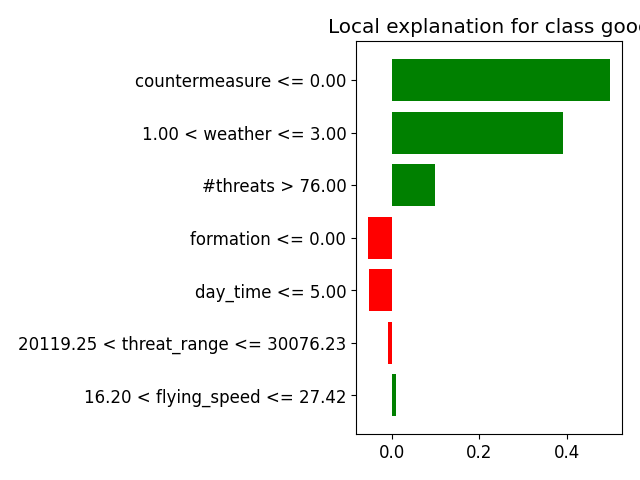 Local explanation for class goo
countermeasure <= 0.00
1.00 < weather <= 3.00
#threats > 76.00
formation <= 0.00
day_time <= 5.00
20119.25 < threat_range <= 30076.23
16.20 < flying_speed <= 27.42
0.0 0.2 0.4